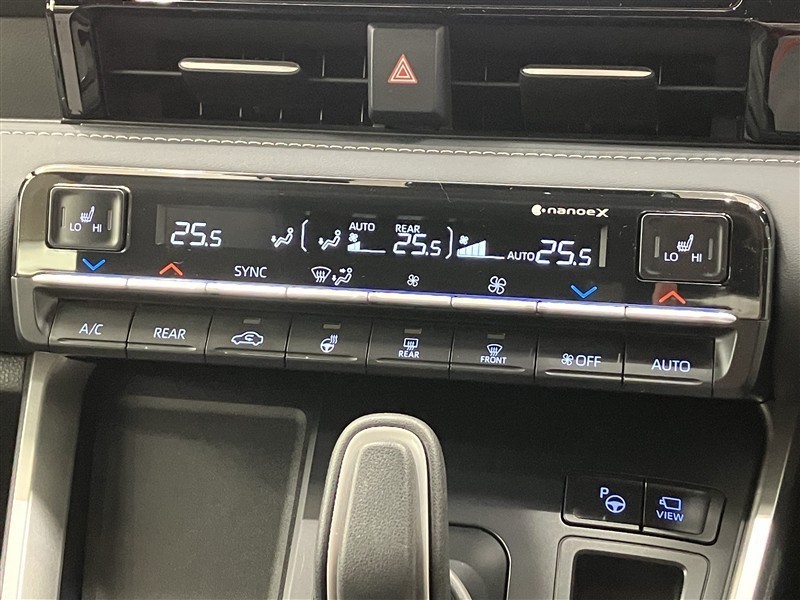 nanoeX
LO HI
25.5
AUTO
REAR
25.5
AUTO 25.5
LO HI
SYNC
A/C
REAR
REAR
FRONT
OFF
AUTO
P
VIEW